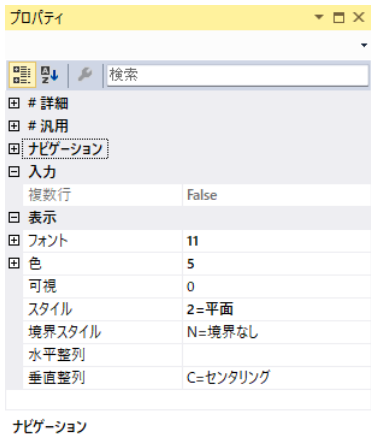 プロパティ
検索
# 詳細
# 汎用
ナビゲーション
入力
複数行 False
表示
フォント 11
色 5
可視 0
スタイル 2=平面
境界スタイル N=境界なし
水平整列
垂直整列 C=センタリング
ナビゲーション